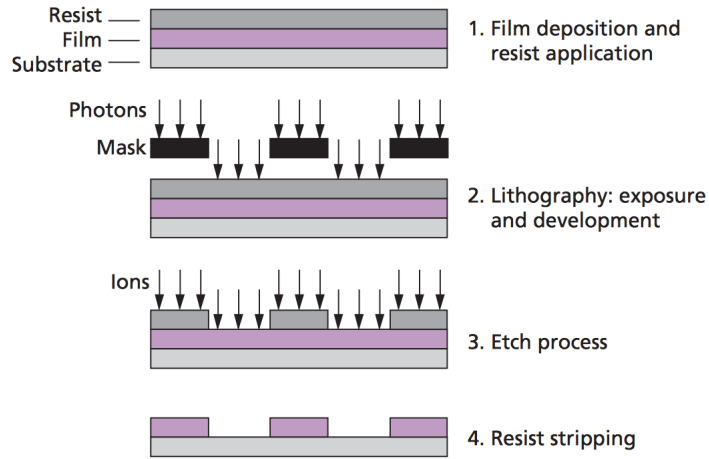 Resist
Film
Substrate
1. Film deposition and
resist application
Photons
Mask
2. Lithography: exposure
and development
Ions
3. Etch process
4. Resist stripping